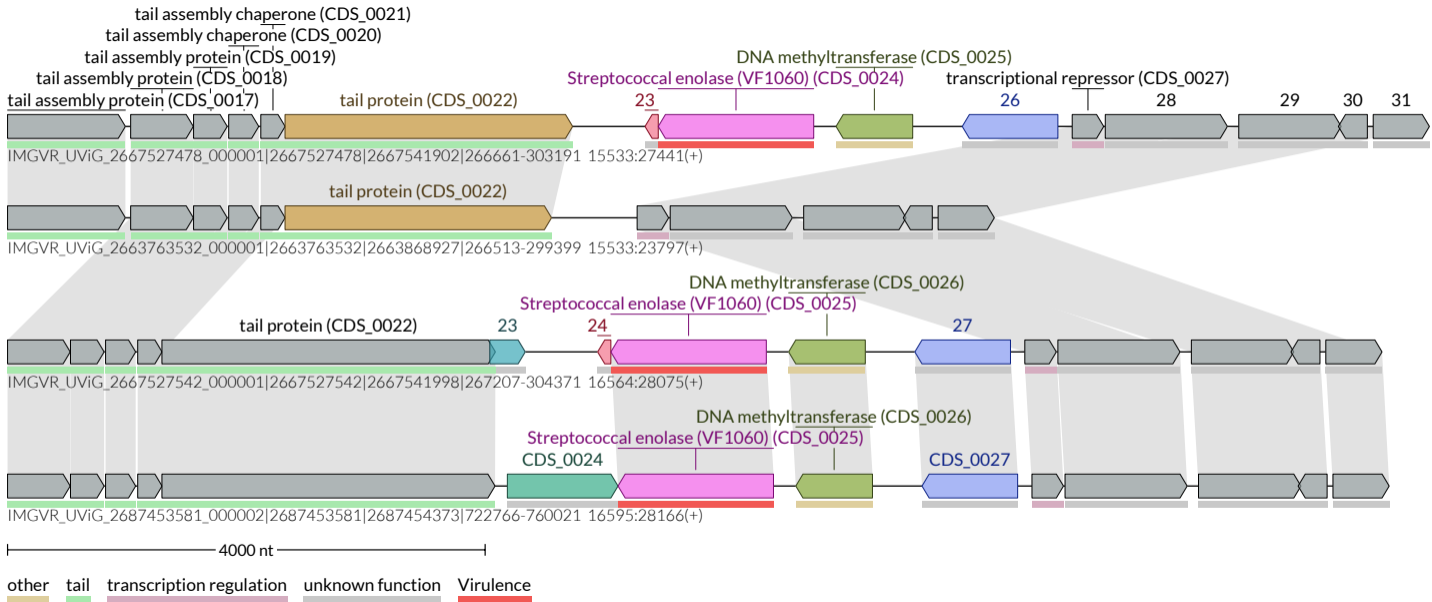 tail assembly chaperone (CDS_0021)
tail assembly chaperone (CDS_0020)
tail assembly protein (CDS_0019)
DNA methyltransferase (CDS_0025)
tail assembly protein (CDS_0018)
Streptococcal enolase (VF1060) (CDS_0024)
transcriptional repressor (CDS_0027)
tail assembly protein (CDS_0017)
tail protein (CDS_0022)
23
26
28
29
30
31
IMGVR_UViG_2667527478_000001|2667527478|2667541902|266661-303191 15533:27441(+)
tail protein (CDS_0022)
IMGVR_UViG_2663763532_000001|2663763532|2663868927|266513-299399 15533:23797(+)
DNA methyltransferase (CDS_0026)
Streptococcal enolase (VF1060) (CDS_0025)
tail protein (CDS_0022)
23
24
27
IMGVR_UViG_2667527542_000001|2667527542|2667541998|267207-304371 16564:28075(+)
DNA methyltransferase (CDS_0026)
Streptococcal enolase (VF1060) (CDS_0025)
CDS_0024
CDS_0027
IMGVR_UViG_2687453581_000002|2687453581|2687454373|722766-760021 16595:28166(+)
4000 nt
other tail transcription regulation unknown function Virulence